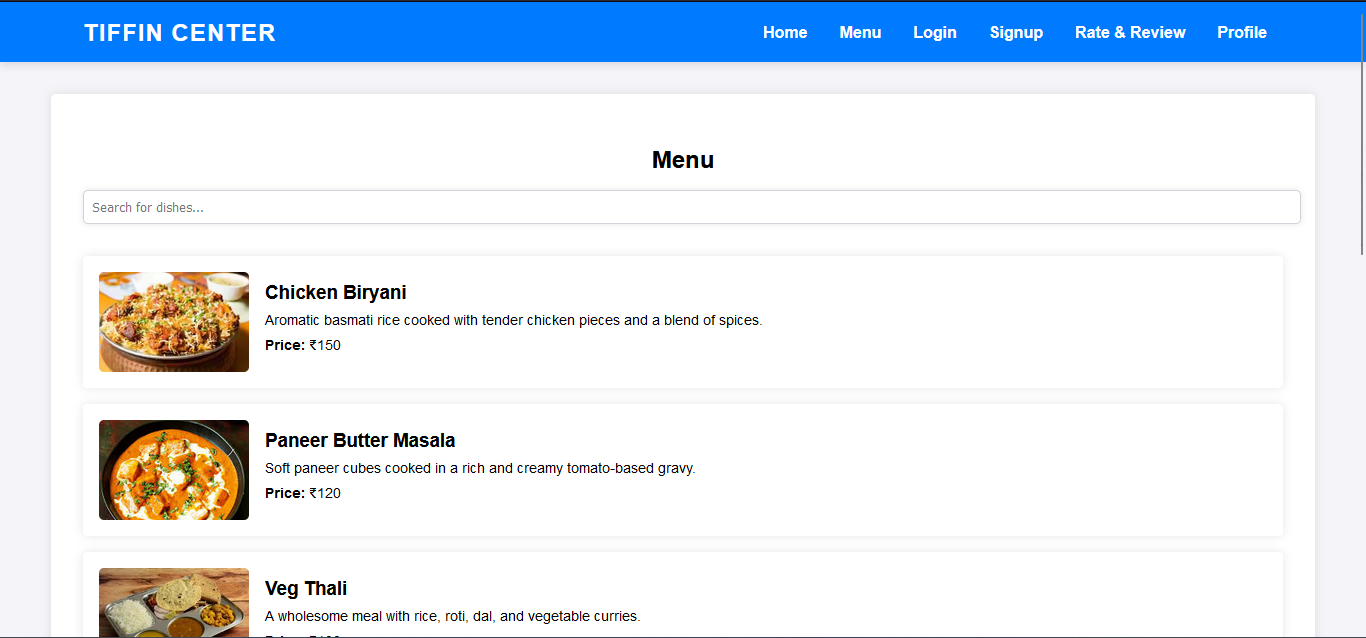 TIFFIN CENTER
Home Menu Login Signup Rate & Review Profile
Menu
Search for dishes...
Chicken Biryani
Aromatic basmati rice cooked with tender chicken pieces and a blend of spices.
Price: ₹150
Paneer Butter Masala
Soft paneer cubes cooked in a rich and creamy tomato-based gravy.
Price: ₹120
Veg Thali
A wholesome meal with rice, roti, dal, and vegetable curries.